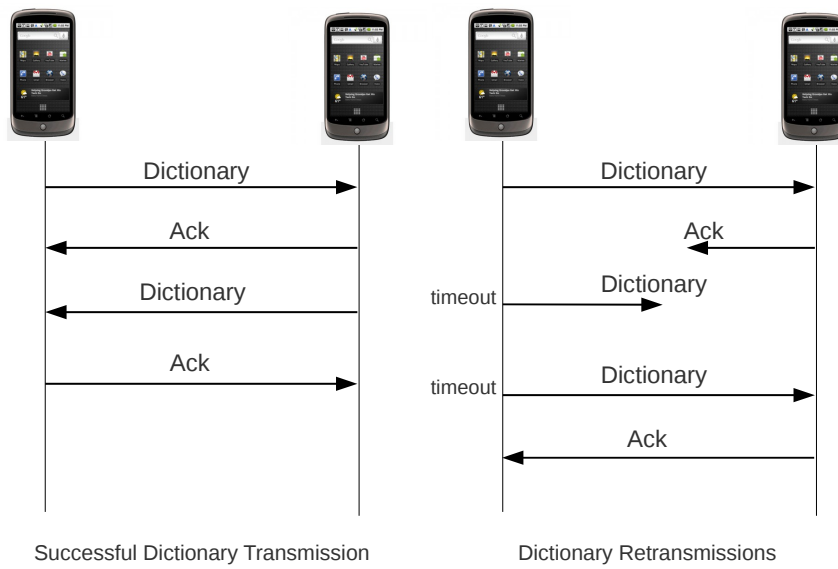 Dictionary
Ack
Dictionary
Ack
Successful Dictionary Transmission
Dictionary
Ack
timeout
Dictionary
timeout
Dictionary
Ack
Dictionary Retransmissions